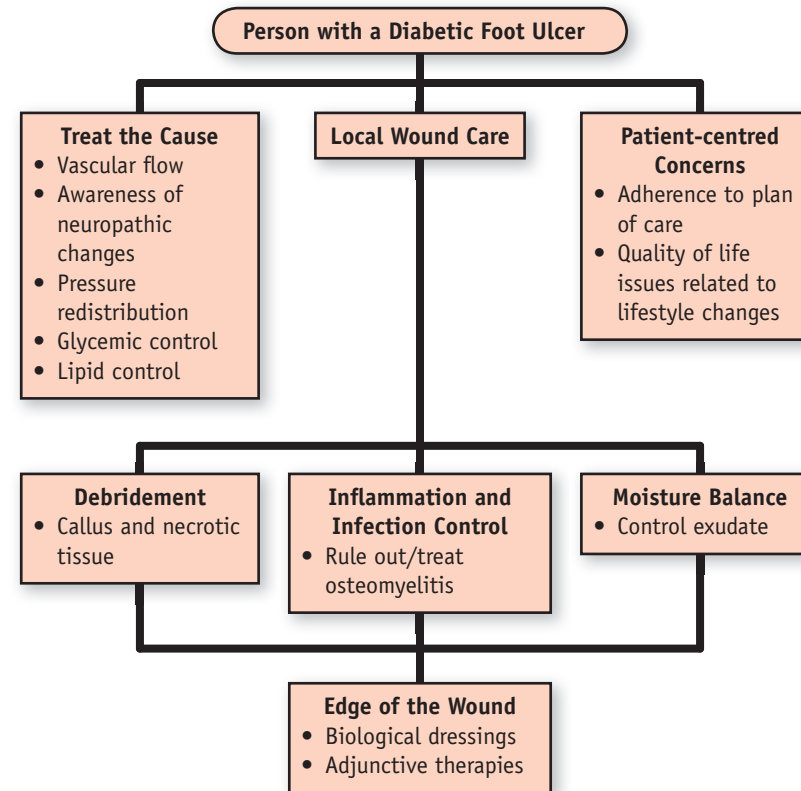 Person with a Diabetic Foot Ulcer
Treat the Cause
• Vascular flow
• Awareness of
neuropathic
changes
• Pressure
redistribution
• Glycemic control
• Lipid control
Local Wound Care
Patient-centred
Concerns
• Adherence to plan
of care
• Quality of life
issues related to
lifestyle changes
Debridement
• Callus and necrotic
tissue
Inflammation and
Infection Control
• Rule out/treat
osteomyelitis
Moisture Balance
• Control exudate
Edge of the Wound
• Biological dressings
• Adjunctive therapies